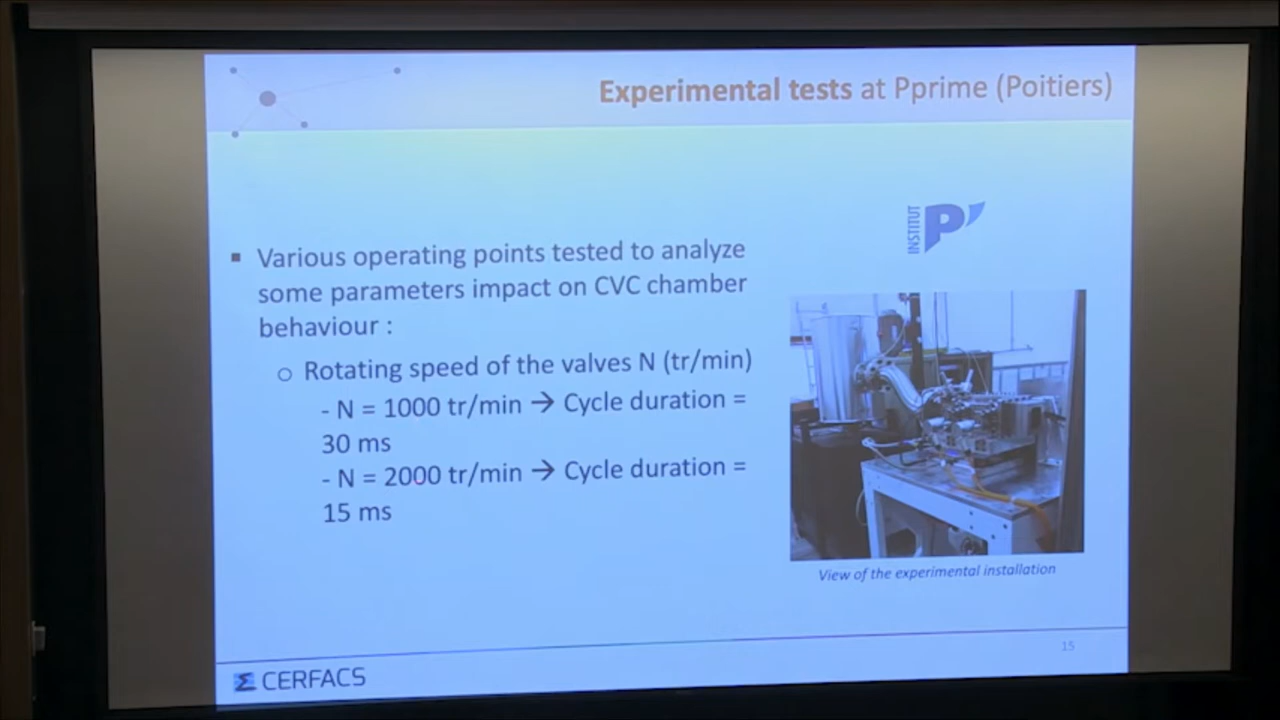 Experimental tests at Pprime (Poitiers)
INSTITUT
P'
▪ Various operating points tested to analyze
some parameters impact on CVC chamber
behaviour :
○ Rotating speed of the valves N (tr/min)
- N = 1000 tr/min → Cycle duration =
30 ms
- N = 2000 tr/min → Cycle duration =
15 ms
View of the experimental installation
15
CERFACS